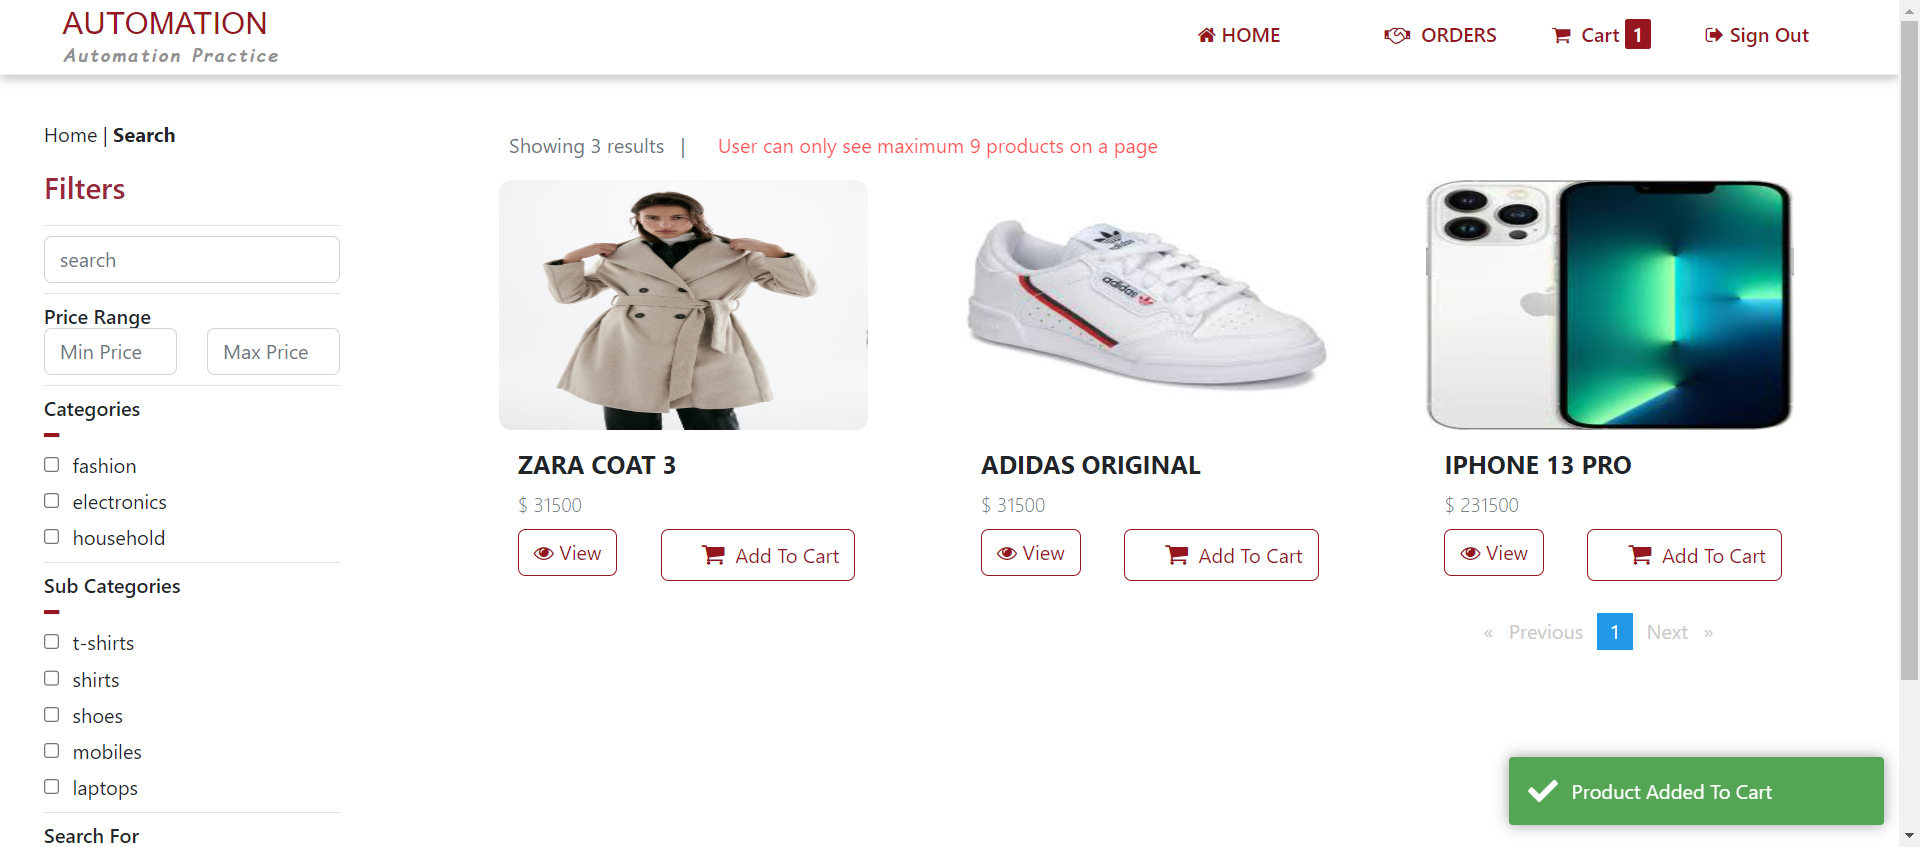 AUTOMATION
Automation Practice
HOME
ORDERS
Cart 1
Sign Out
Home | Search
Filters
search
Price Range
Min Price
Max Price
Categories
fashion
electronics
household
Sub Categories
t-shirts
shirts
shoes
mobiles
laptops
Search For
Showing 3 results | User can only see maximum 9 products on a page
adidas
adidas
ZARA COAT 3
$ 31500
View
Add To Cart
ADIDAS ORIGINAL
$ 31500
View
Add To Cart
IPHONE 13 PRO
$ 231500
View
Add To Cart
« Previous 1 Next »
Product Added To Cart